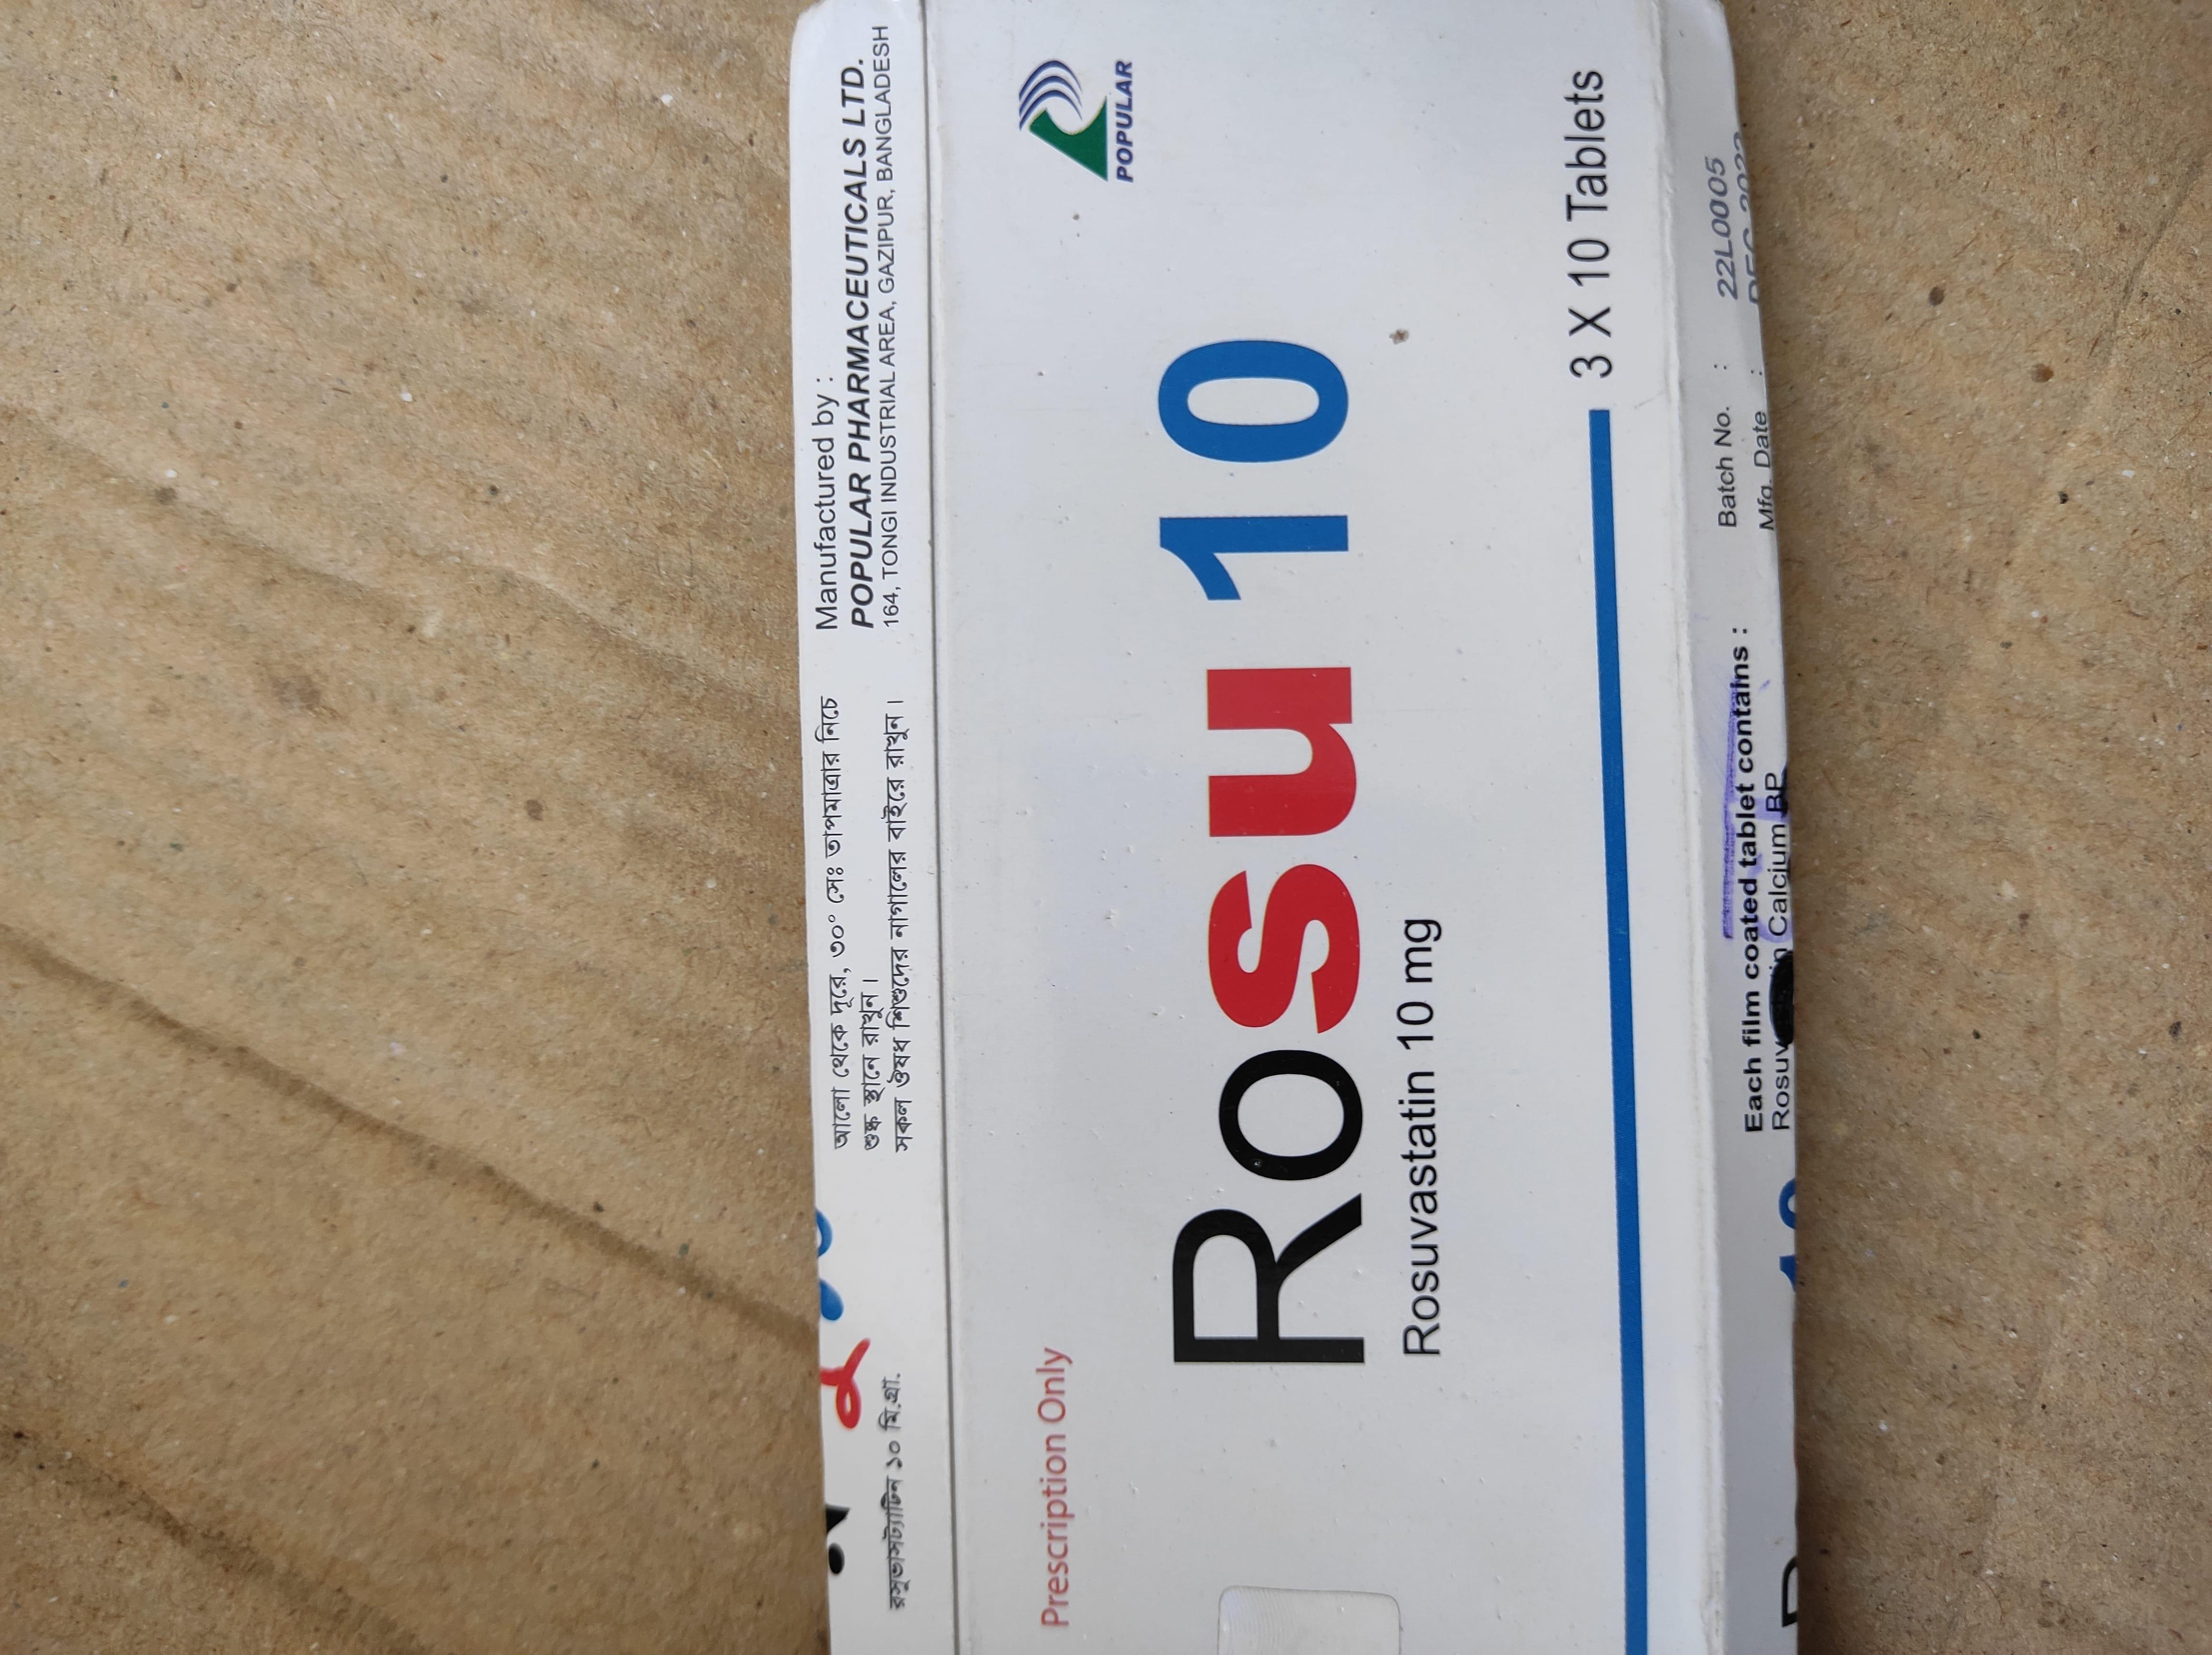 রসুভাসট্যাটিন ১০ মি.গ্রা.
আলো থেকে দূরে, ৩০° সেঃ তাপমাত্রার নিচে
শুষ্ক স্থানে রাখুন।
সকল ঔষধ শিশুদের নাগালের বাইরে রাখুন।
Manufactured by :
POPULAR PHARMACEUTICALS LTD.
164, TONGI INDUSTRIAL AREA, GAZIPUR, BANGLADESH
Prescription Only
POPULAR
Rosu 10
Rosuvastatin 10 mg
3 X 10 Tablets
Each film coated tablet contains :
Calcium BP
Batch No. : 22L0005
Mfg. Date : DEC 2022